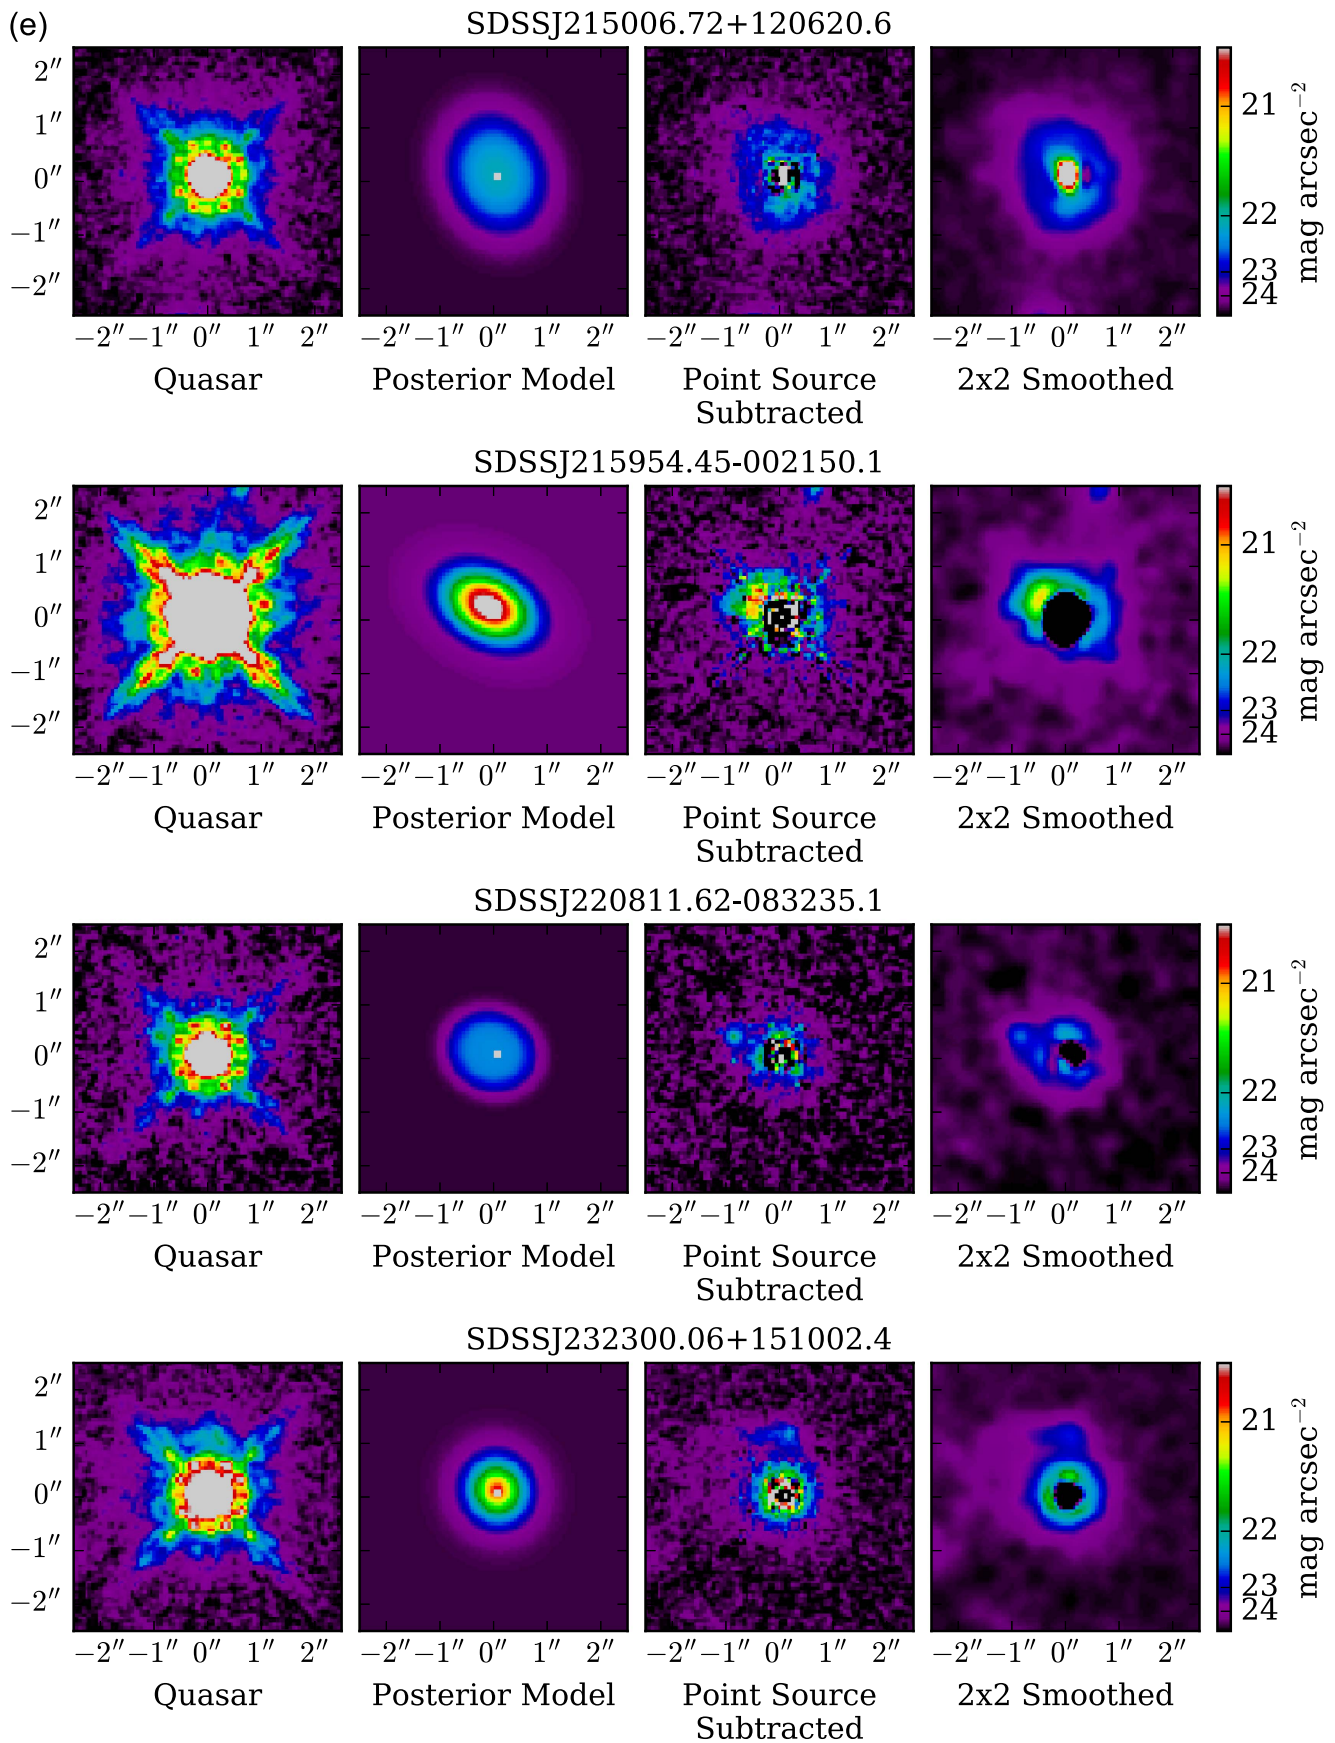 (e)
SDSSJ215006.72+120620.6
2″
1″
0″
−1″
−2″
−2″ −1″ 0″ 1″ 2″ −2″ −1″ 0″ 1″ 2″ −2″ −1″ 0″ 1″ 2″ −2″ −1″ 0″ 1″ 2″
21
22
23
24
mag arcsec⁻²
Quasar Posterior Model Point Source Subtracted 2x2 Smoothed
SDSSJ215954.45-002150.1
2″
1″
0″
−1″
−2″
−2″ −1″ 0″ 1″ 2″ −2″ −1″ 0″ 1″ 2″ −2″ −1″ 0″ 1″ 2″ −2″ −1″ 0″ 1″ 2″
21
22
23
24
mag arcsec⁻²
Quasar Posterior Model Point Source Subtracted 2x2 Smoothed
SDSSJ220811.62-083235.1
2″
1″
0″
−1″
−2″
−2″ −1″ 0″ 1″ 2″ −2″ −1″ 0″ 1″ 2″ −2″ −1″ 0″ 1″ 2″ −2″ −1″ 0″ 1″ 2″
21
22
23
24
mag arcsec⁻²
Quasar Posterior Model Point Source Subtracted 2x2 Smoothed
SDSSJ232300.06+151002.4
2″
1″
0″
−1″
−2″
−2″ −1″ 0″ 1″ 2″ −2″ −1″ 0″ 1″ 2″ −2″ −1″ 0″ 1″ 2″ −2″ −1″ 0″ 1″ 2″
21
22
23
24
mag arcsec⁻²
Quasar Posterior Model Point Source Subtracted 2x2 Smoothed